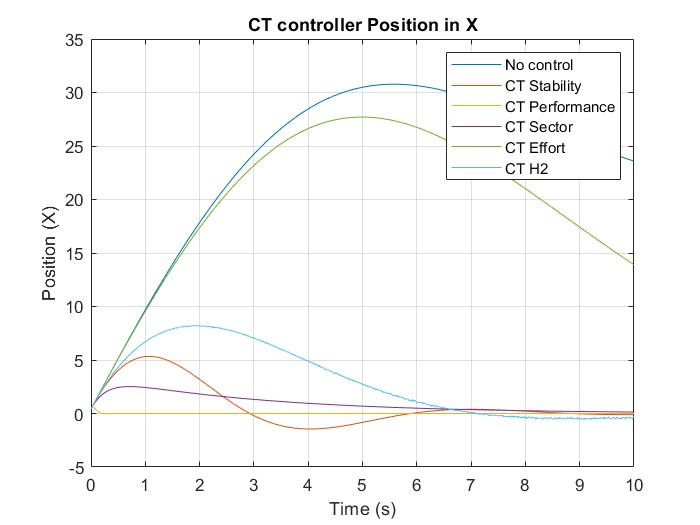 CT controller Position in X
35
30
25
20
15
10
5
0
-5
Position (X)
No control
CT Stability
CT Performance
CT Sector
CT Effort
CT H2
0 1 2 3 4 5 6 7 8 9 10
Time (s)